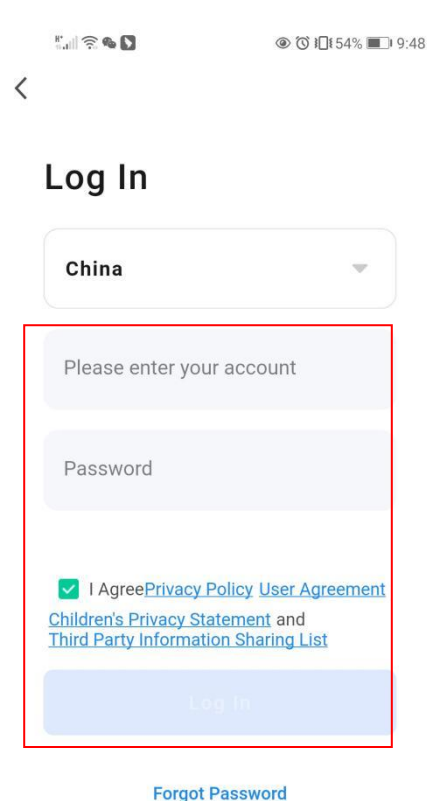 54% 9:48
Log In
China
Please enter your account
Password
I AgreePrivacy Policy User Agreement
Children's Privacy Statement and
Third Party Information Sharing List
Log In
Forgot Password